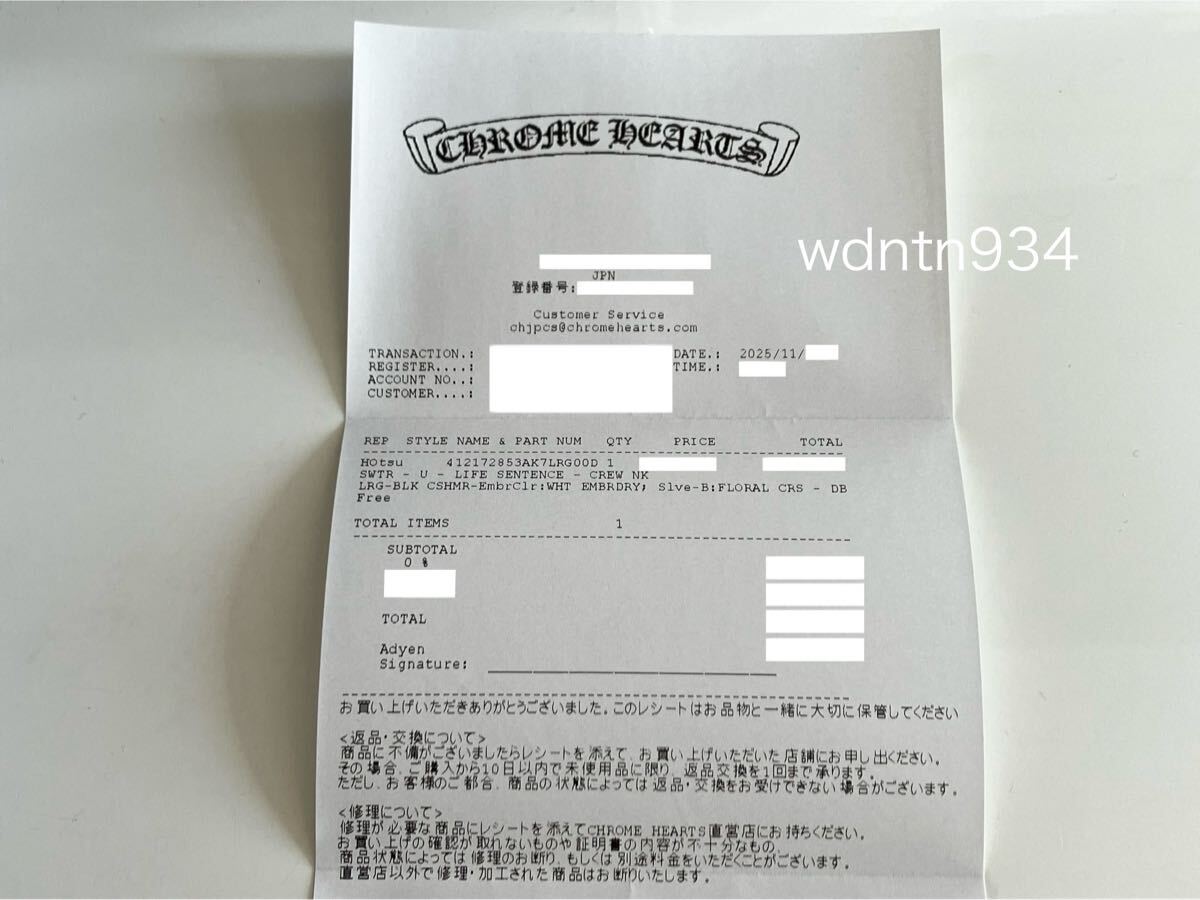 CHROME HEARTS
wdntn934
JPN
登録番号:
Customer Service
chjpcs@chromehearts.com
TRANSACTION.: DATE.: 2025/11/
REGISTER....: TIME.:
ACCOUNT NO..:
CUSTOMER....:
REP STYLE NAME & PART NUM QTY PRICE TOTAL
HOtsu 412172853AK7LRG00D 1
SWTR - U - LIFE SENTENCE - CREW NK
LRG-BLK CSHMR-EmbrClr:WHT EMBRDRY; Slve-B:FLORAL CRS - DB
Free
TOTAL ITEMS 1
SUBTOTAL
0 %
TOTAL
Adyen
Signature:
お買い上げいただきありがとうございました。このレシートはお品物と一緒に大切に保管してください
<返品・交換について>
商品に不備がございましたらレシートを添えて、お買い上げいただいた店舗にお申し出ください。
その場合、ご購入から10日以内で未使用品に限り、返品交換を1回まで承ります。
ただし、お客様のご都合、商品の状態によっては返品・交換をお受けできない場合がございます。
<修理について>
修理が必要な商品にレシートを添えてCHROME HEARTS直営店にお持ちください。
お買い上げの確認が取れないものや証明書の内容が不十分なもの、
商品状態によっては修理のお断り、もしくは別途料金をいただくことがございます。
直営店以外で修理・加工された商品はお断りいたします。